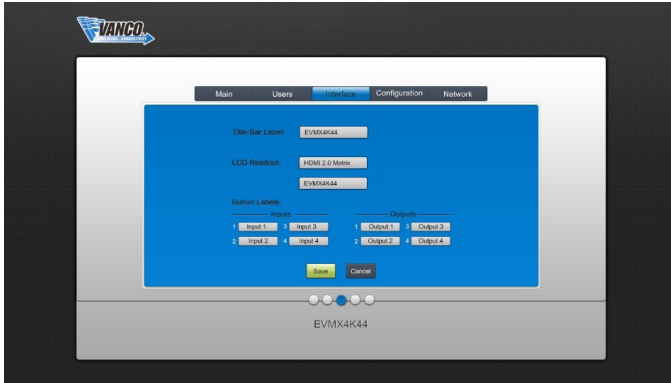 VANCO
Main Users Interface Configuration Network
Title Bar Label: EVMX4K44
LCD Readout: HDMI 2.0 Matrix
EVMX4K44
Button Labels:
Inputs Outputs
1 Input 1 3 Input 3 1 Output 1 3 Output 3
2 Input 2 4 Input 4 2 Output 2 4 Output 4
Save Cancel
EVMX4K44